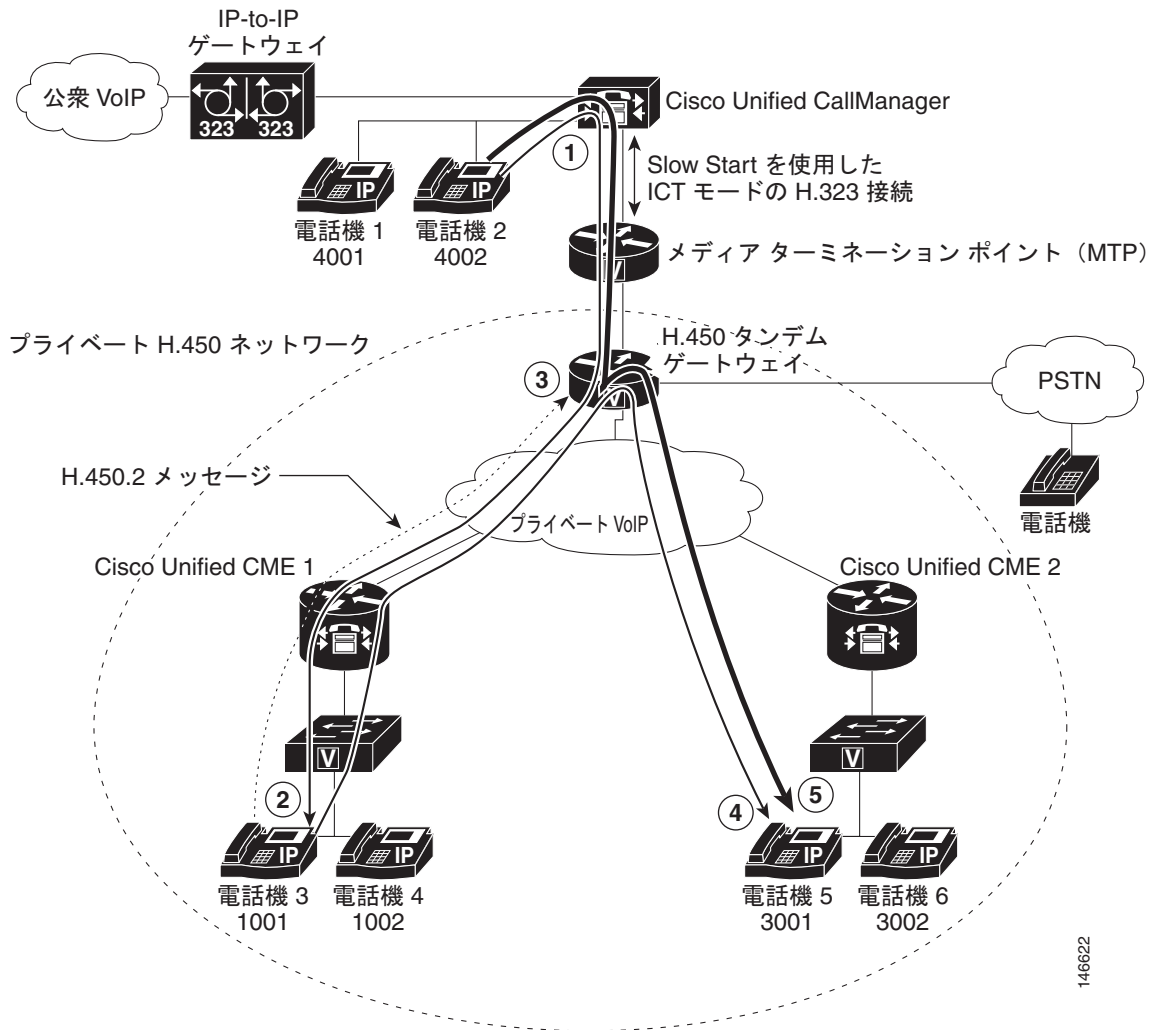 IP-to-IP
ゲートウェイ
公衆 VoIP
323 323
Cisco Unified CallManager
1
Slow Start を使用した
ICT モードの H.323 接続
IP
IP
電話機 1
4001
電話機 2
4002
メディア ターミネーション ポイント（MTP）
V
プライベート H.450 ネットワーク
H.450 タンデム
ゲートウェイ
3
V
PSTN
H.450.2 メッセージ
電話機
プライベート VoIP
Cisco Unified CME 1
Cisco Unified CME 2
V
V
2
4
5
IP
IP
IP
IP
電話機 3
1001
電話機 4
1002
電話機 5
3001
電話機 6
3002
146622